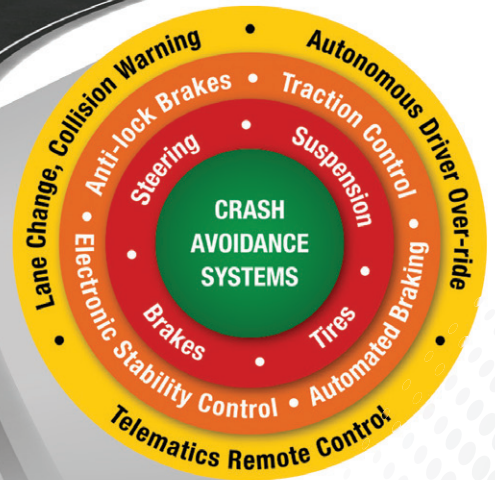 CRASH
AVOIDANCE
SYSTEMS
Steering • Suspension • Tires • Brakes •
Anti-lock Brakes • Traction Control • Automated Braking • Electronic Stability Control •
Lane Change, Collision Warning • Autonomous Driver Over-ride • Telematics Remote Control •